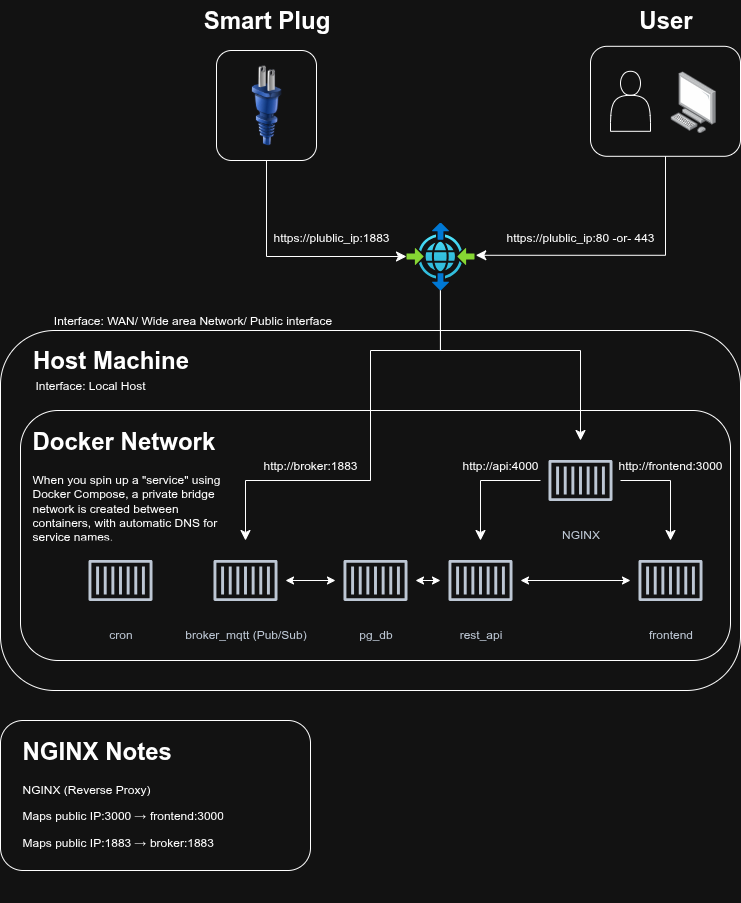 Smart Plug
User
https://plublic_ip:1883
https://plublic_ip:80 -or- 443
Interface: WAN/ Wide area Network/ Public interface
Host Machine
Interface: Local Host
Docker Network
When you spin up a "service" using
Docker Compose, a private bridge
network is created between
containers, with automatic DNS for
service names.
http://broker:1883
http://api:4000
http://frontend:3000
NGINX
cron
broker_mqtt (Pub/Sub)
pg_db
rest_api
frontend
NGINX Notes
NGINX (Reverse Proxy)
Maps public IP:3000 → frontend:3000
Maps public IP:1883 → broker:1883